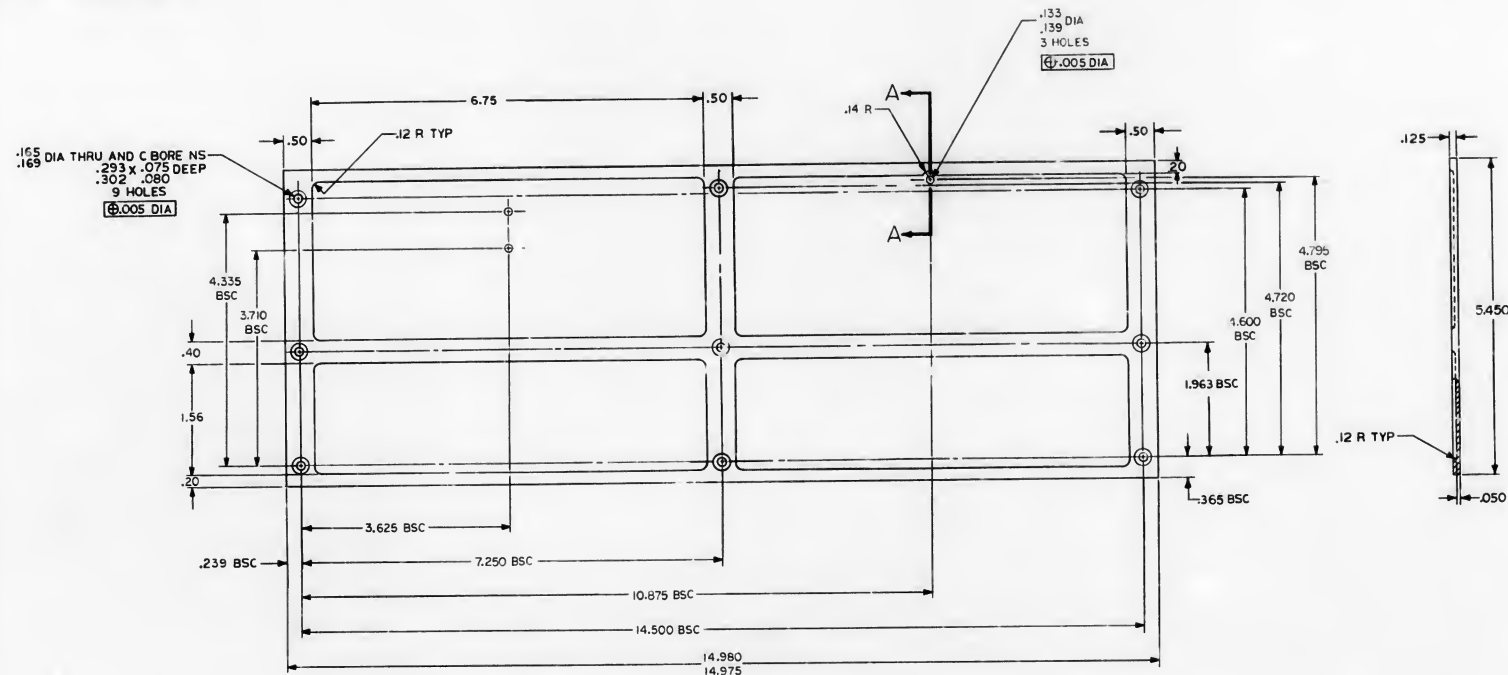 .133 DIA
.139
3 HOLES
⌖.005 DIA
6.75
.50
.14 R
A
.50
.12 R TYP
.50
.125
.165 DIA THRU AND C BORE NS
.169
.293 X .075 DEEP
.302 .080
9 HOLES
⌖.005 DIA
.20
A
4.335
BSC
3.710
BSC
4.795
BSC
4.720
BSC
4.600
BSC
5.450
.40
1.963 BSC
1.56
.12 R TYP
.20
.365 BSC
.050
3.625 BSC
.239 BSC
7.250 BSC
10.875 BSC
14.500 BSC
14.980
14.975